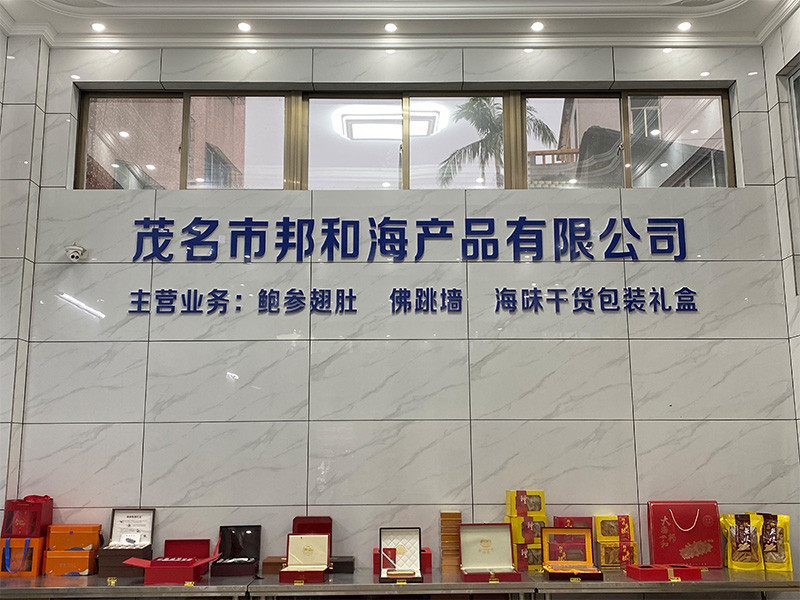 茂名市邦和海产品有限公司
主营业务：鲍参翅肚 佛跳墙 海味干货包装礼盒